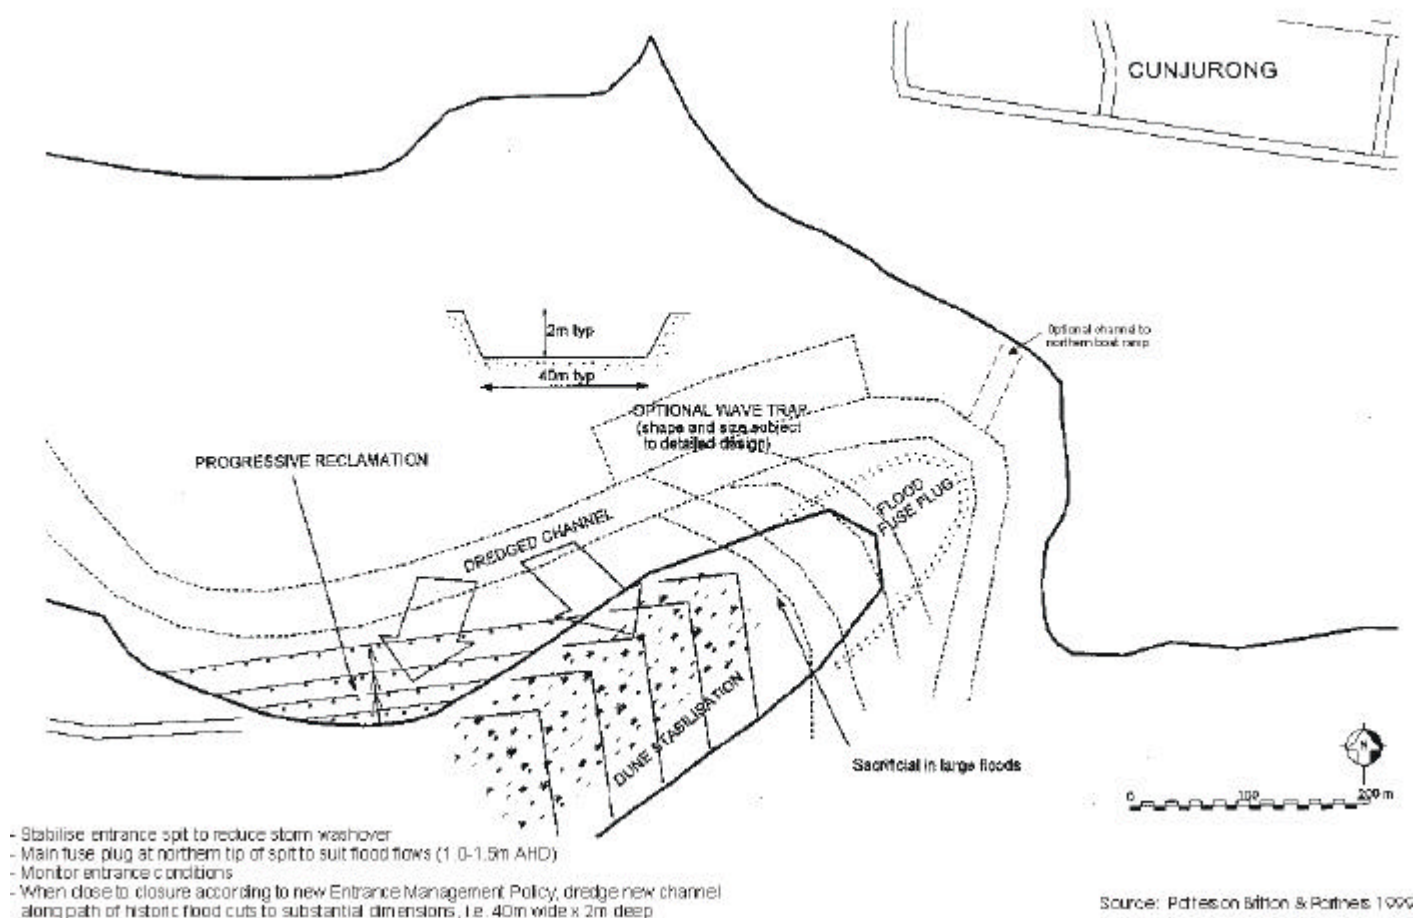 CUNJURONG
Optional channel to
northern boat ramp
2m typ
40m typ
OPTIONAL WAVE TRAP
(shape and size subject
to detailed design)
PROGRESSIVE RECLAMATION
FLOOD
FUSE PLUG
DREDGED CHANNEL
DUNE STABILISATION
Sacrificial in large floods
N
0 100 200 m
- Stabilise entrance spit to reduce storm washover
- Main fuse plug at northern tip of spit to suit flood flows (1.0-1.5m AHD)
- Monitor entrance conditions
- When close to closure according to new Entrance Management Policy, dredge new channel
along path of historic flood cuts to substantial dimensions, i.e. 40m wide x 2m deep
Source: Patterson Britton & Partners 1999